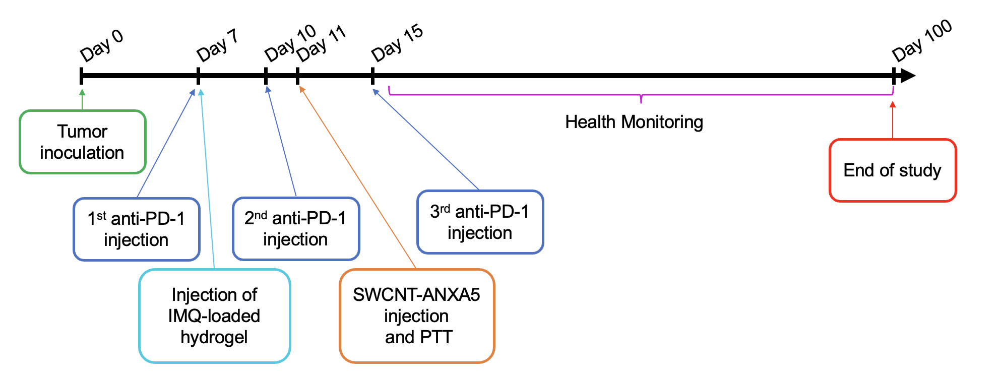 Day 0
Day 7
Day 10
Day 11
Day 15
Day 100
Tumor
inoculation
Health Monitoring
End of study
1st anti-PD-1
injection
2nd anti-PD-1
injection
3rd anti-PD-1
injection
Injection of
IMQ-loaded
hydrogel
SWCNT-ANXA5
injection
and PTT